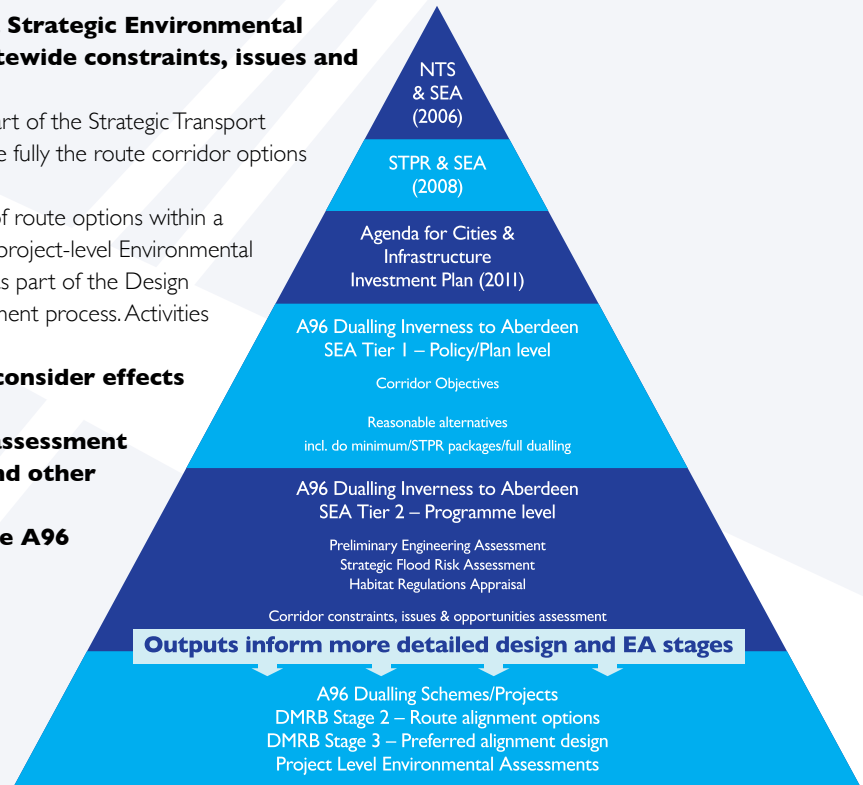 Strategic Environmental
tewide constraints, issues and
art of the Strategic Transport
e fully the route corridor options
of route options within a
project-level Environmental
s part of the Design
ment process. Activities
consider effects
assessment
nd other
e A96
NTS
& SEA
(2006)
STPR & SEA
(2008)
Agenda for Cities &
Infrastructure
Investment Plan (2011)
A96 Dualling Inverness to Aberdeen
SEA Tier 1 – Policy/Plan level
Corridor Objectives
Reasonable alternatives
incl. do minimum/STPR packages/full dualling
A96 Dualling Inverness to Aberdeen
SEA Tier 2 – Programme level
Preliminary Engineering Assessment
Strategic Flood Risk Assessment
Habitat Regulations Appraisal
Corridor constraints, issues & opportunities assessment
Outputs inform more detailed design and EA stages
A96 Dualling Schemes/Projects
DMRB Stage 2 – Route alignment options
DMRB Stage 3 – Preferred alignment design
Project Level Environmental Assessments